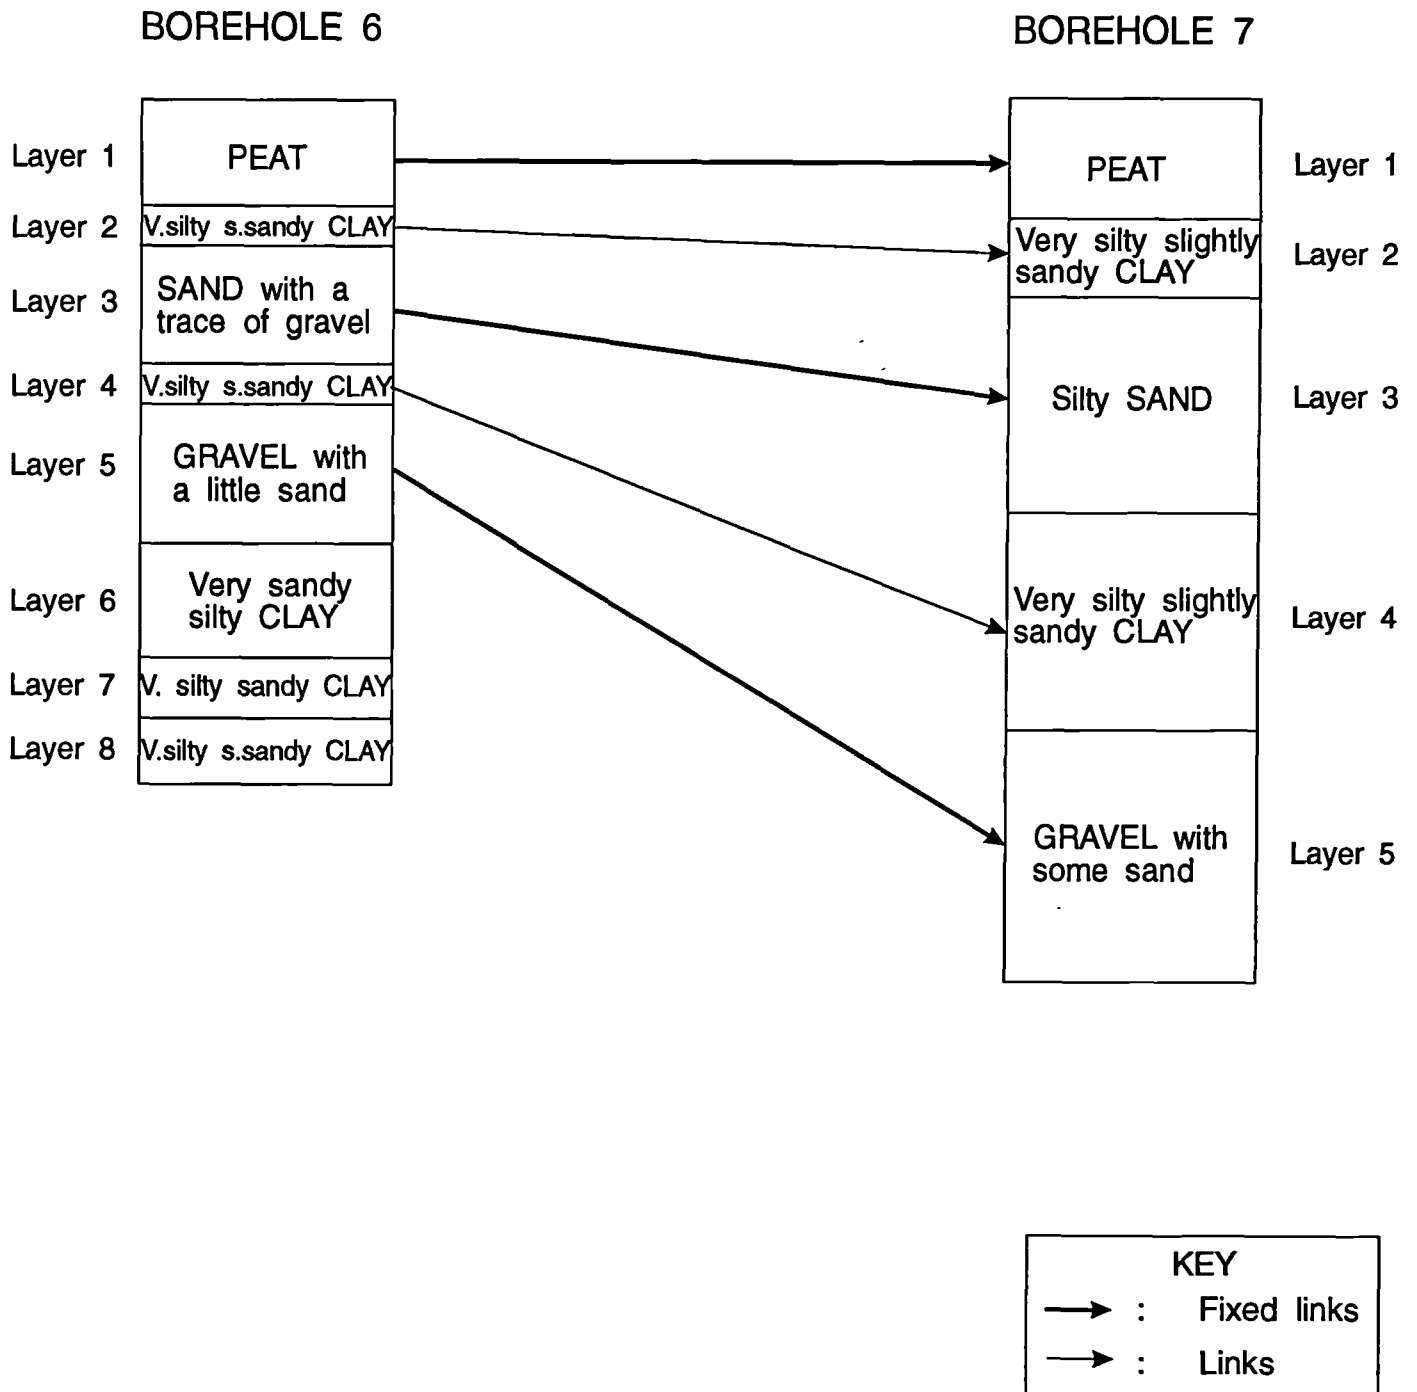 BOREHOLE 6
BOREHOLE 7
Layer 1
PEAT
Layer 2
V.silty s.sandy CLAY
Layer 3
SAND with a
trace of gravel
Layer 4
V.silty s.sandy CLAY
Layer 5
GRAVEL with
a little sand
Layer 6
Very sandy
silty CLAY
Layer 7
V. silty sandy CLAY
Layer 8
V.silty s.sandy CLAY
PEAT
Layer 1
Very silty slightly
sandy CLAY
Layer 2
Silty SAND
Layer 3
Very silty slightly
sandy CLAY
Layer 4
GRAVEL with
some sand
Layer 5
KEY
: Fixed links
: Links